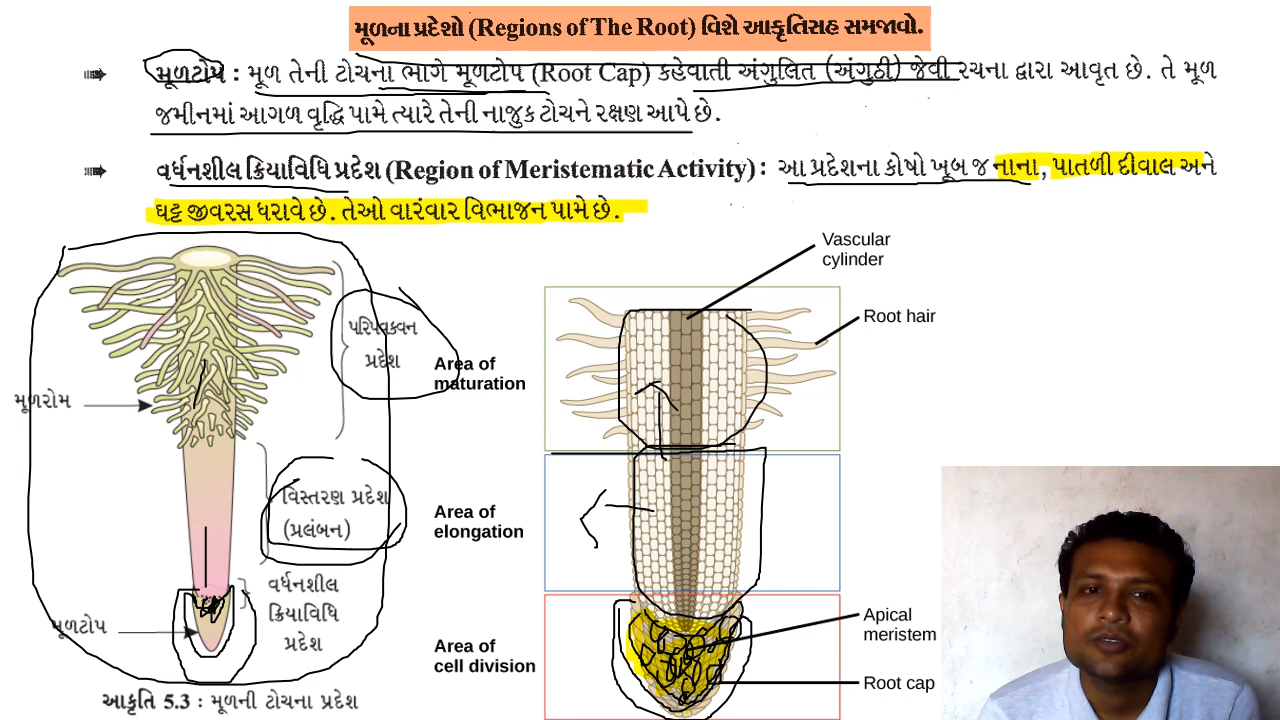 મૂળના પ્રદેશો (Regions of The Root) વિશે આકૃતિસહ સમજાવો.
મૂળટોપ : મૂળ તેની ટોચના ભાગે મૂળટોપ (Root Cap) કહેવાતી અંગુલિત (અંગુઠી) જેવી રચના દ્વારા આવૃત છે. તે મૂળ
જમીનમાં આગળ વૃદ્ધિ પામે ત્યારે તેની નાજુક ટોચને રક્ષણ આપે છે.
વર્ધનશીલ ક્રિયાવિધિ પ્રદેશ (Region of Meristematic Activity) : આ પ્રદેશના કોષો ખૂબ જ નાના, પાતળી દીવાલ અને
ઘટ્ટ જીવરસ ધરાવે છે. તેઓ વારંવાર વિભાજન પામે છે.
પરિપક્વન
પ્રદેશ
મૂળરોમ
વિસ્તરણ પ્રદેશ
(પ્રલંબન)
વર્ધનશીલ
ક્રિયાવિધિ
પ્રદેશ
મૂળટોપ
આકૃતિ 5.3 : મૂળની ટોચના પ્રદેશ
Vascular
cylinder
Root hair
Area of
maturation
Area of
elongation
Apical
meristem
Area of
cell division
Root cap